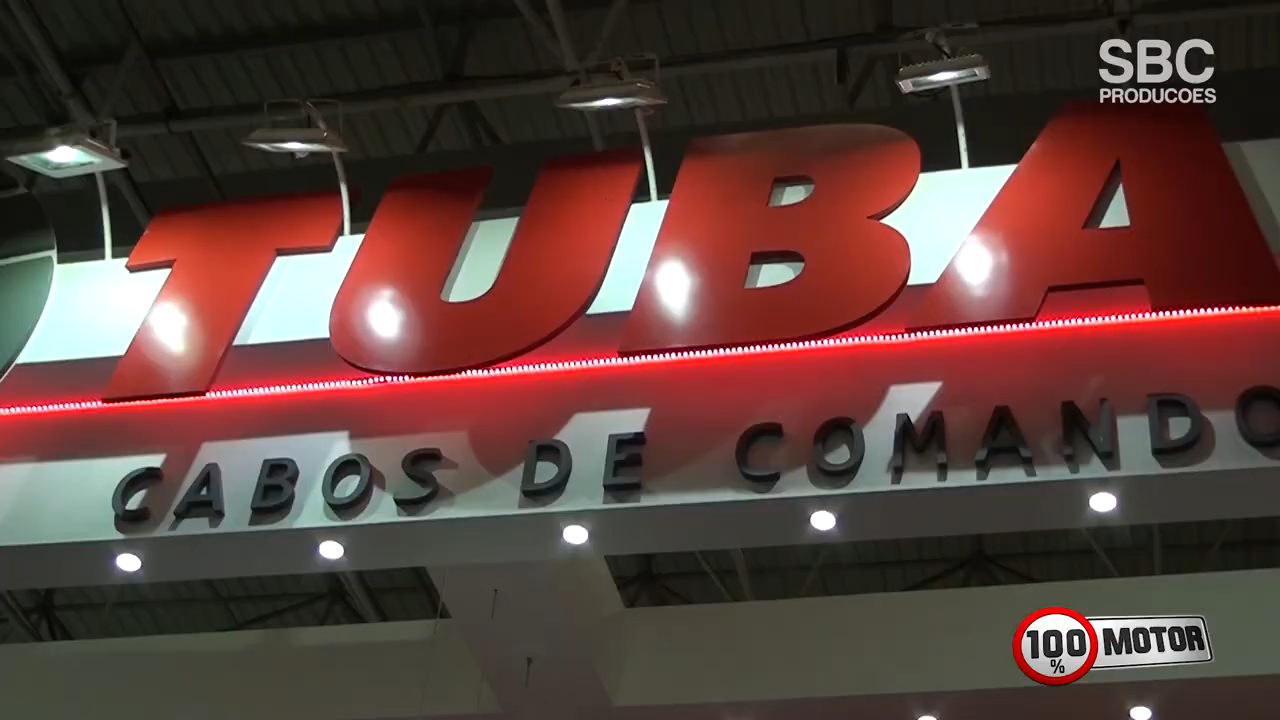 SBC
PRODUCOES
TUBA
CABOS DE COMANDO
100% MOTOR